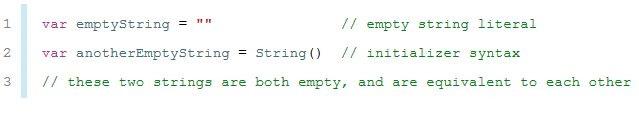 1 var emptyString = "" // empty string literal
2 var anotherEmptyString = String() // initializer syntax
3 // these two strings are both empty, and are equivalent to each other